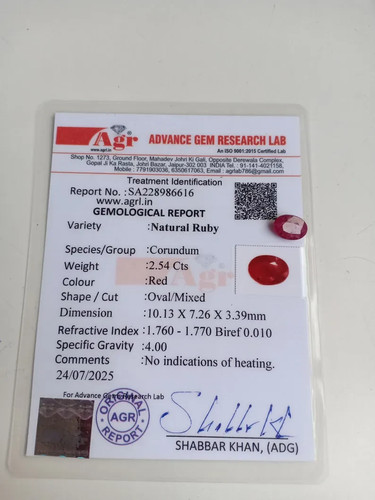 Agr
www.agrl.in
ADVANCE GEM RESEARCH LAB
An ISO 9001:2015 Certified Lab
Shop No. 1273, Ground Floor, Mahadev Johri Ki Gali, Opposite Derewala Complex,
Gopal Ji Ka Rasta, Johri Bazar, Jaipur-302 003 INDIA Tel.: 91-141-4021158,
Mobile : 7791903036, 6350617063, Email : agrlab786@gmail.com
Treatment Identification
Report No.:SA228986616
www.agrl.in
GEMOLOGICAL REPORT
Variety :Natural Ruby
Species/Group :Corundum
Weight :2.54 Cts
Colour :Red
Shape / Cut :Oval/Mixed
Dimension :10.13 X 7.26 X 3.39mm
Refractive Index :1.760 - 1.770 Biref 0.010
Specific Gravity :4.00
Comments :No indications of heating.
24/07/2025
For Advance Gem Research Lab
ORIGINAL
AGR
REPORT
SHABBAR KHAN, (ADG)